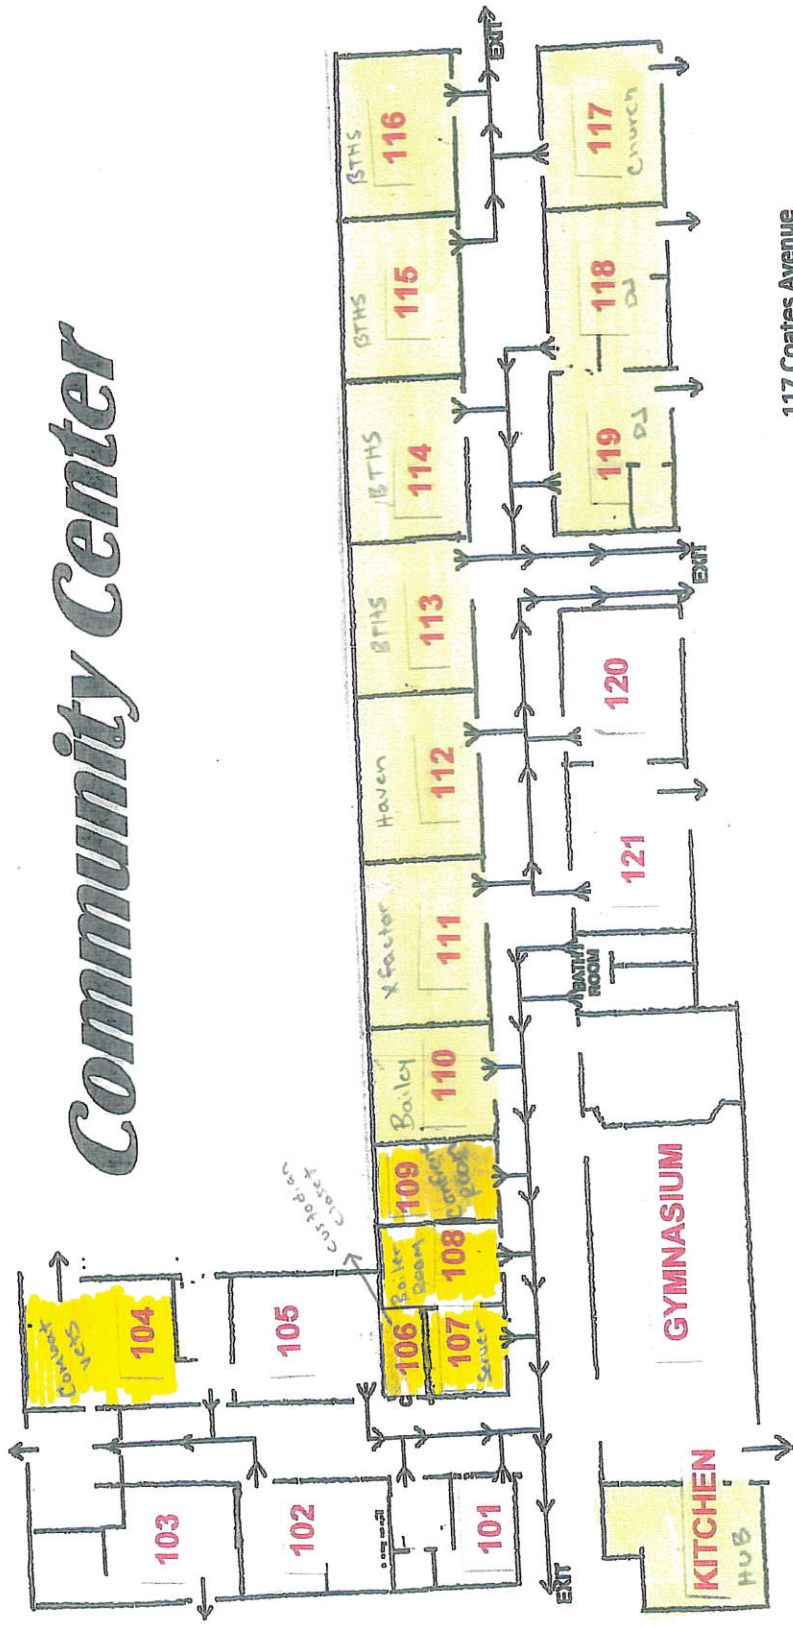 Community Center
Combat
Vets
104
103
105
102
101
custodian
closet
106
107
Server
Boiler
Room
108
109
Conference
Room
Bailey
110
X factor
111
Haven
112
BTHS
113
BTHS
114
BTHS
115
BTHS
116
EXIT
117
Church
118
DJ
119
DJ
EXIT
120
121
BATH
ROOM
GYMNASIUM
KITCHEN
HUB
EXIT
117 Coates Avenue